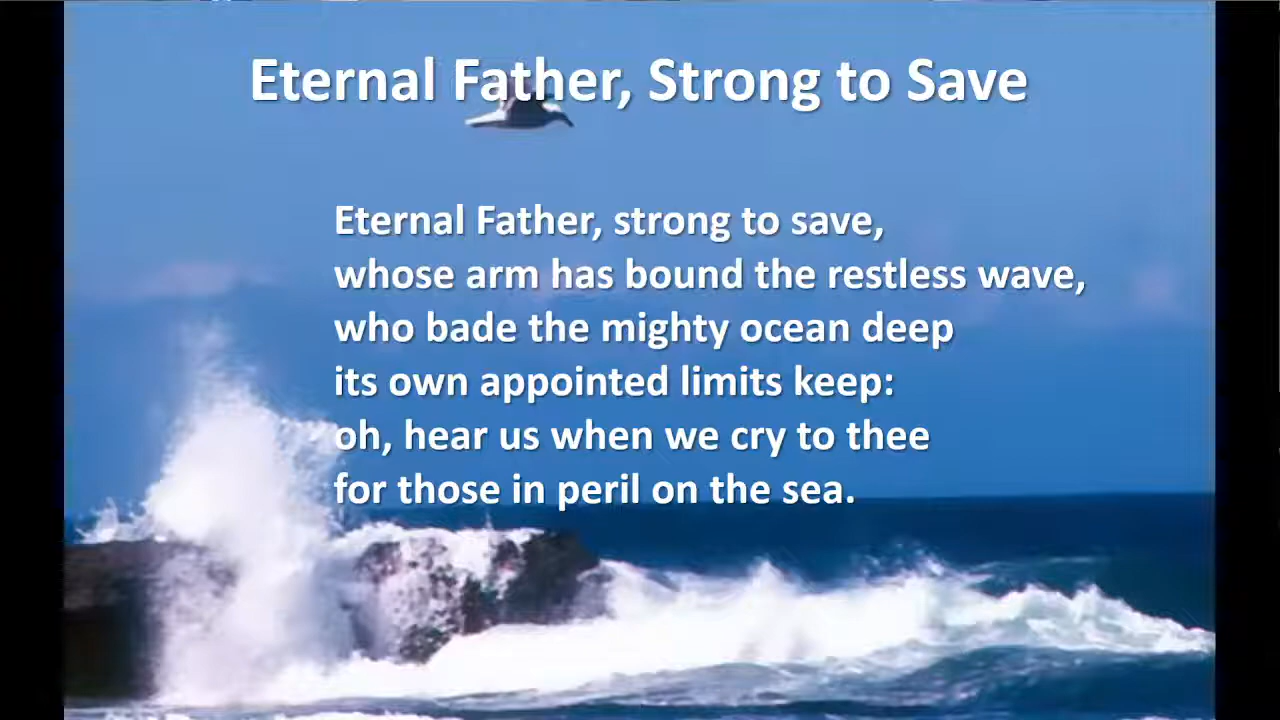 Eternal Father, Strong to Save
Eternal Father, strong to save,
whose arm has bound the restless wave,
who bade the mighty ocean deep
its own appointed limits keep:
oh, hear us when we cry to thee
for those in peril on the sea.